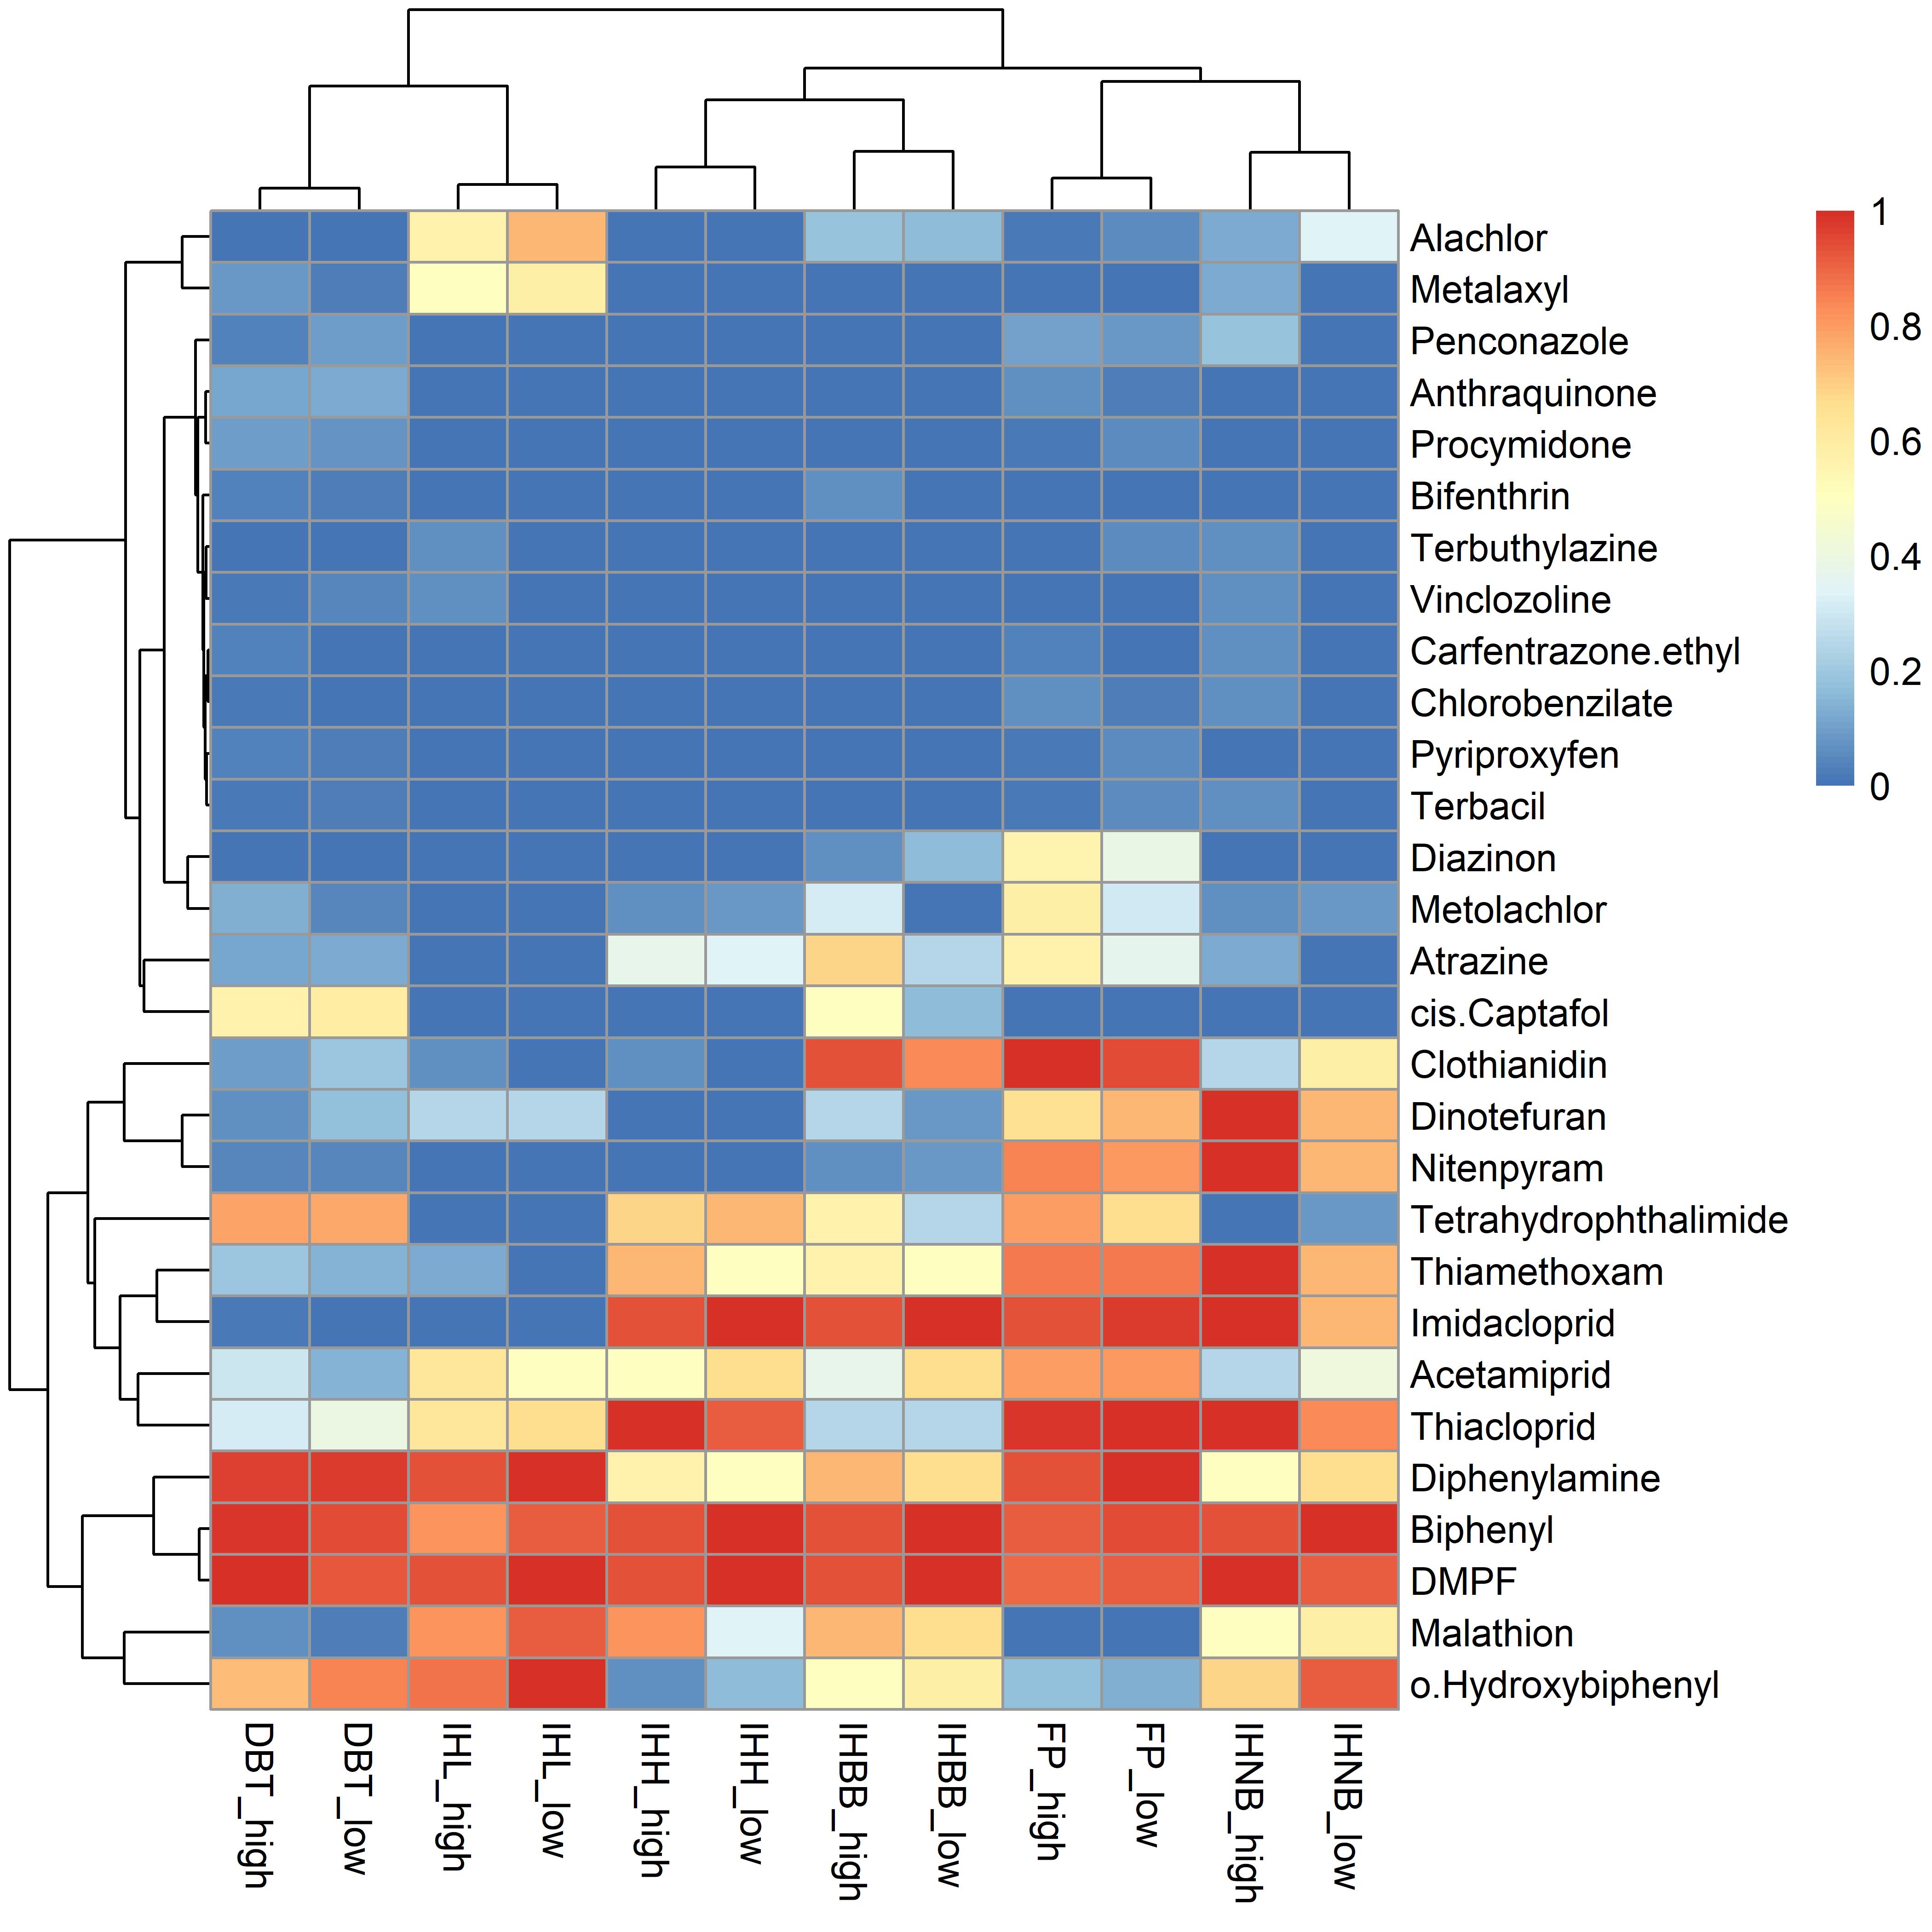 Alachlor
Metalaxyl
Penconazole
Anthraquinone
Procymidone
Bifenthrin
Terbuthylazine
Vinclozoline
Carfentrazone.ethyl
Chlorobenzilate
Pyriproxyfen
Terbacil
Diazinon
Metolachlor
Atrazine
cis.Captafol
Clothianidin
Dinotefuran
Nitenpyram
Tetrahydrophthalimide
Thiamethoxam
Imidacloprid
Acetamiprid
Thiacloprid
Diphenylamine
Biphenyl
DMPF
Malathion
o.Hydroxybiphenyl
1
0.8
0.6
0.4
0.2
0
DBT_high
DBT_low
IHL_high
IHL_low
IHH_high
IHH_low
IHBB_high
IHBB_low
FP_high
FP_low
IHNB_high
IHNB_low